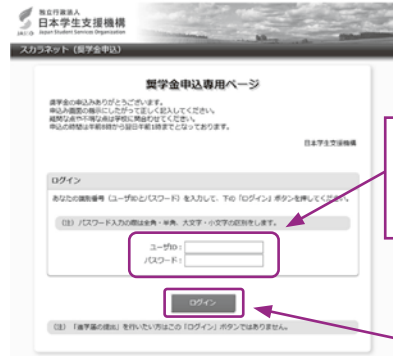 独立行政法人
日本学生支援機構
JASSO Japan Student Services Organization
スカラネット（奨学金申込）
奨学金申込専用ページ
奨学金の申込みありがとうございます。
申込み画面の指示にしたがって正しく記入してください。
疑問な点や不明な点は学校に問合わせてください。
申込の時間は午前8時から翌日午前1時までとなっております。
日本学生支援機構
ログイン
あなたの識別番号（ユーザIDとパスワード）を入力して、下の「ログイン」ボタンを押してください。
（注）パスワード入力の際は全角・半角、大文字・小文字の区別をします。
ユーザID：
パスワード：
ログイン
（注）「進学届の提出」を行いたい方はこの「ログイン」ボタンではありません。